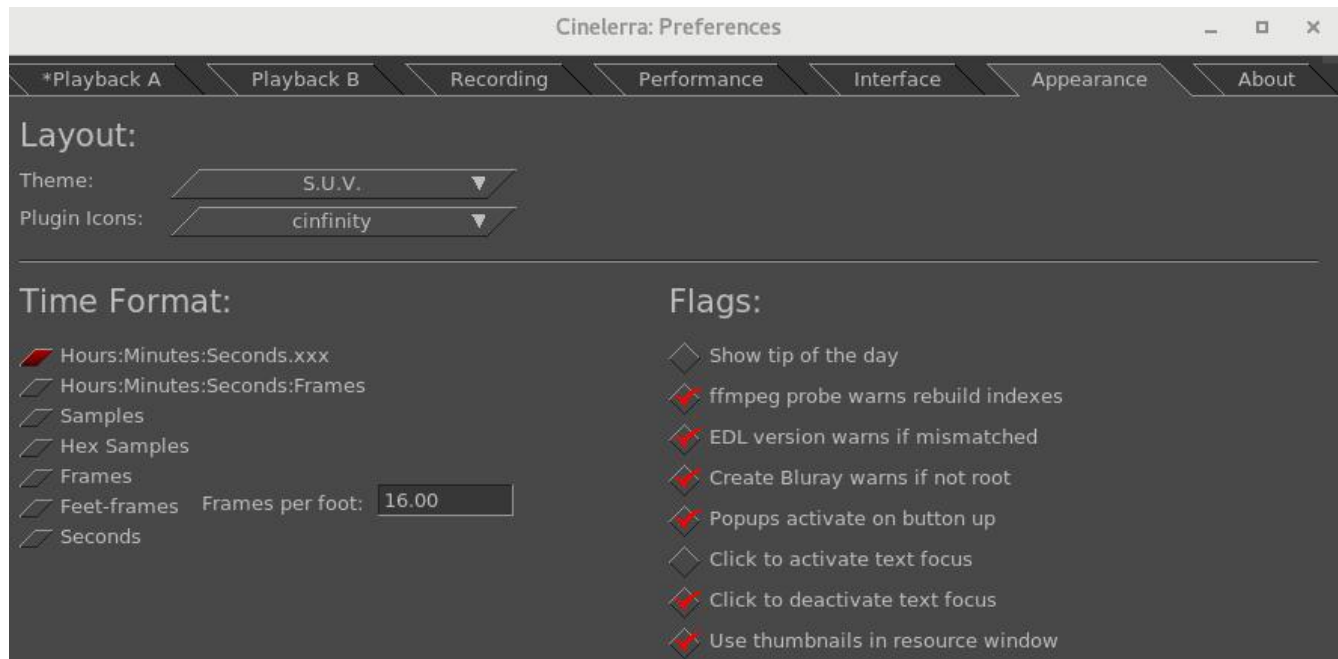 Cinelerra: Preferences
*Playback A Playback B Recording Performance Interface Appearance About
Layout:
Theme: S.U.V.
Plugin Icons: cinfinity
Time Format:
Hours:Minutes:Seconds.xxx
Hours:Minutes:Seconds:Frames
Samples
Hex Samples
Frames
Feet-frames Frames per foot: 16.00
Seconds
Flags:
Show tip of the day
ffmpeg probe warns rebuild indexes
EDL version warns if mismatched
Create Bluray warns if not root
Popups activate on button up
Click to activate text focus
Click to deactivate text focus
Use thumbnails in resource window